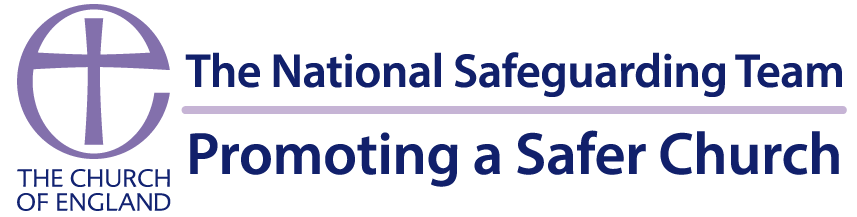 The National Safeguarding Team
Promoting a Safer Church
THE CHURCH
OF ENGLAND